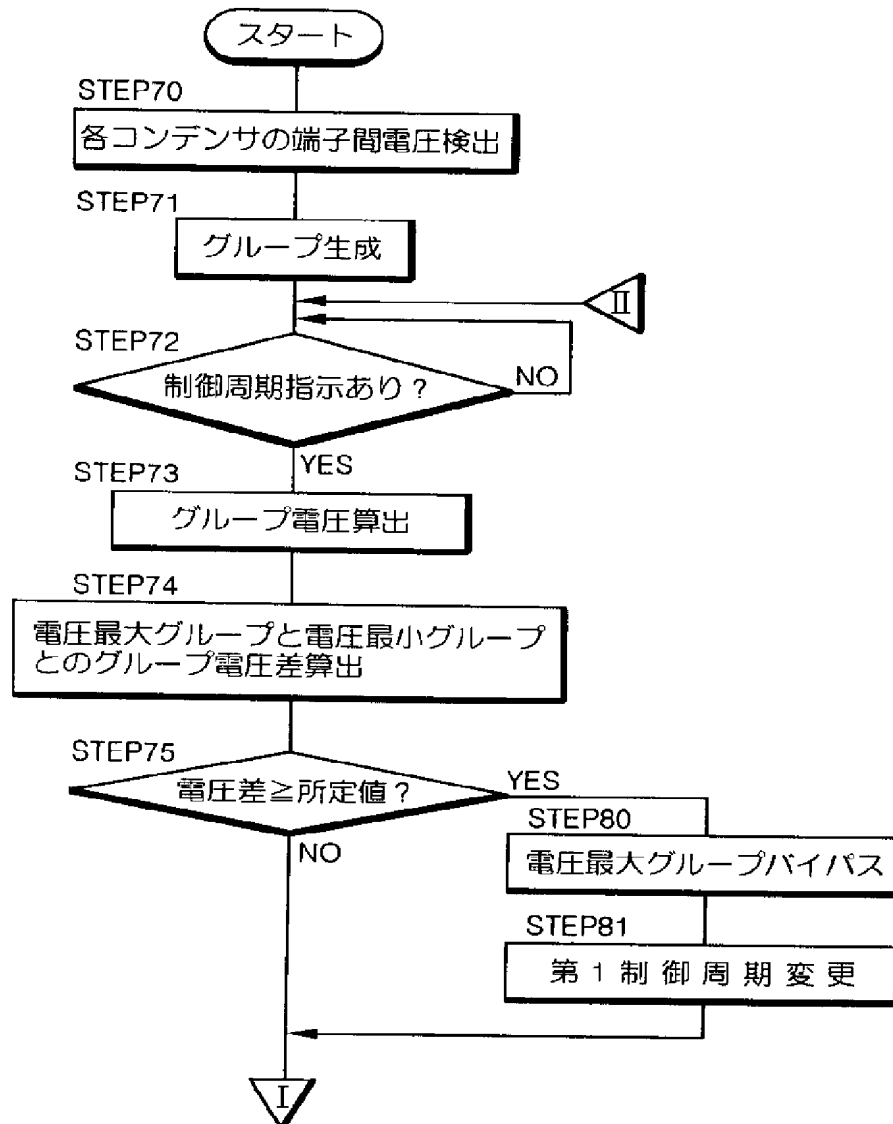 スタート
STEP70
各コンデンサの端子間電圧検出
STEP71
グループ生成
II
STEP72
制御周期指示あり?
NO
YES
STEP73
グループ電圧算出
STEP74
電圧最大グループと電圧最小グループ
とのグループ電圧差算出
STEP75
電圧差≧所定値?
YES
NO
STEP80
電圧最大グループバイパス
STEP81
第1制御周期変更
I